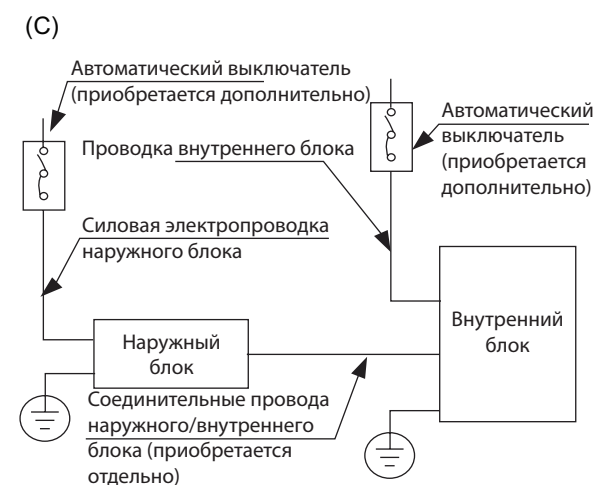 (C)
Автоматический выключатель
(приобретается дополнительно)
Автоматический
выключатель
(приобретается
дополнительно)
Проводка внутреннего блока
Силовая электропроводка
наружного блока
Наружный
блок
Внутренний
блок
Соединительные провода
наружного/внутреннего
блока (приобретается
отдельно)